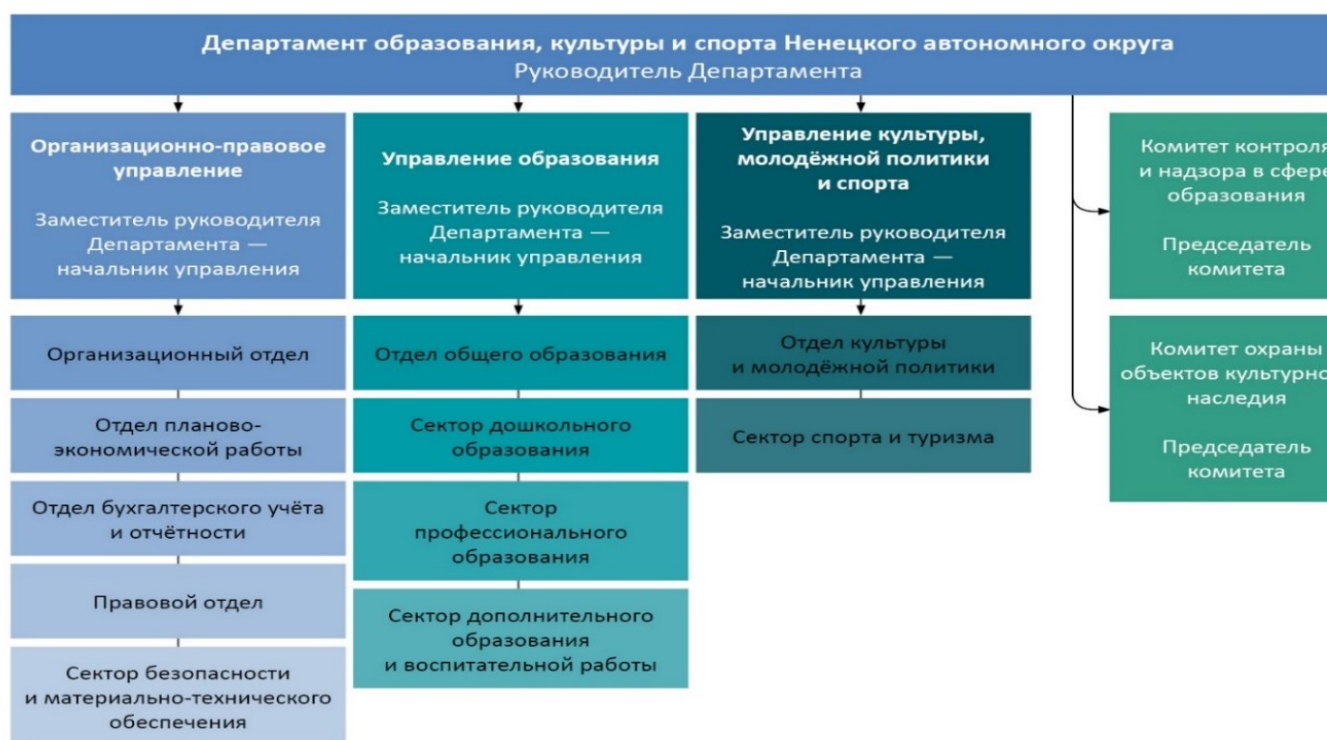 Департамент образования, культуры и спорта Ненецкого автономного округа
Руководитель Департамента
Организационно-правовое
управление
Заместитель руководителя
Департамента —
начальник управления
Организационный отдел
Отдел планово-
экономической работы
Отдел бухгалтерского учёта
и отчётности
Правовой отдел
Сектор безопасности
и материально-технического
обеспечения
Управление образования
Заместитель руководителя
Департамента —
начальник управления
Отдел общего образования
Сектор дошкольного
образования
Сектор
профессионального
образования
Сектор дополнительного
образования
и воспитательной работы
Управление культуры,
молодёжной политики
и спорта
Заместитель руководителя
Департамента —
начальник управления
Отдел культуры
и молодёжной политики
Сектор спорта и туризма
Комитет контроля
и надзора в сфере
образования
Председатель
комитета
Комитет охраны
объектов культурно
наследия
Председатель
комитета